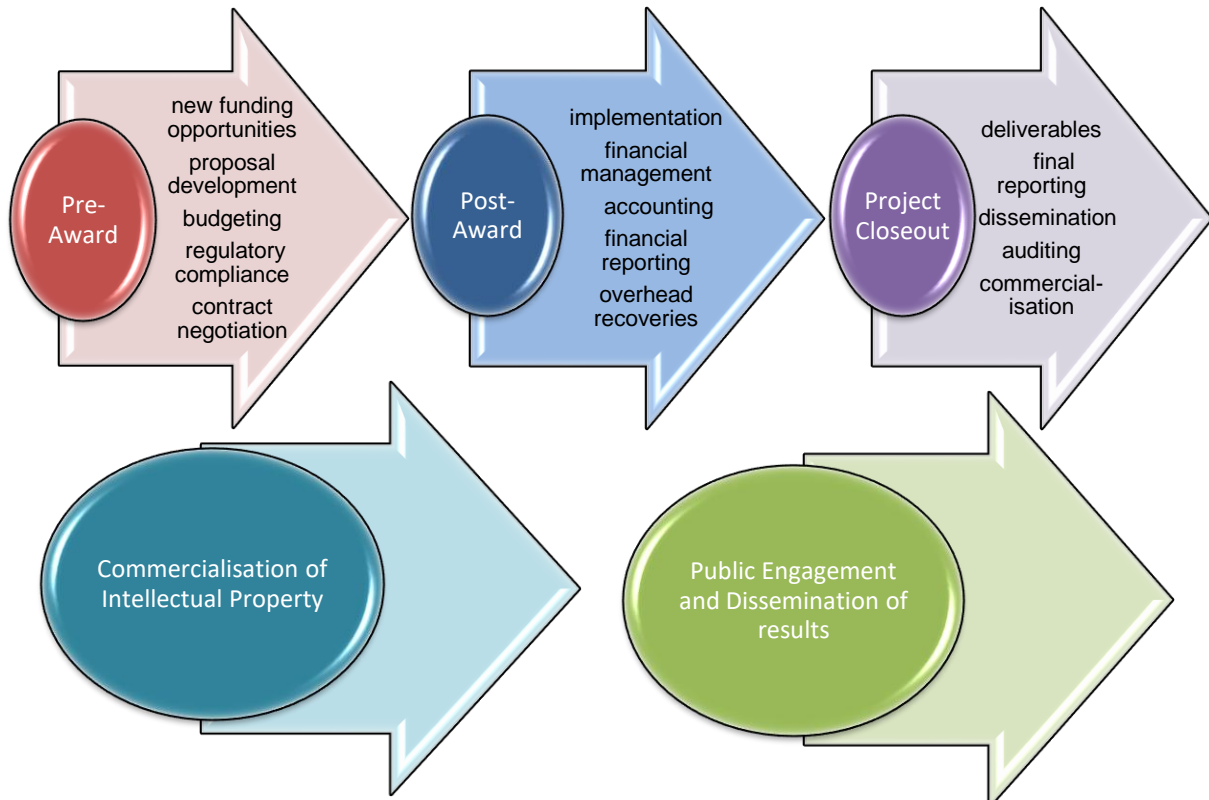 Pre-
Award
new funding
opportunities
proposal
development
budgeting
regulatory
compliance
contract
negotiation
Post-
Award
implementation
financial
management
accounting
financial
reporting
overhead
recoveries
Project
Closeout
deliverables
final
reporting
dissemination
auditing
commercial-
isation
Commercialisation of
Intellectual Property
Public Engagement
and Dissemination of
results